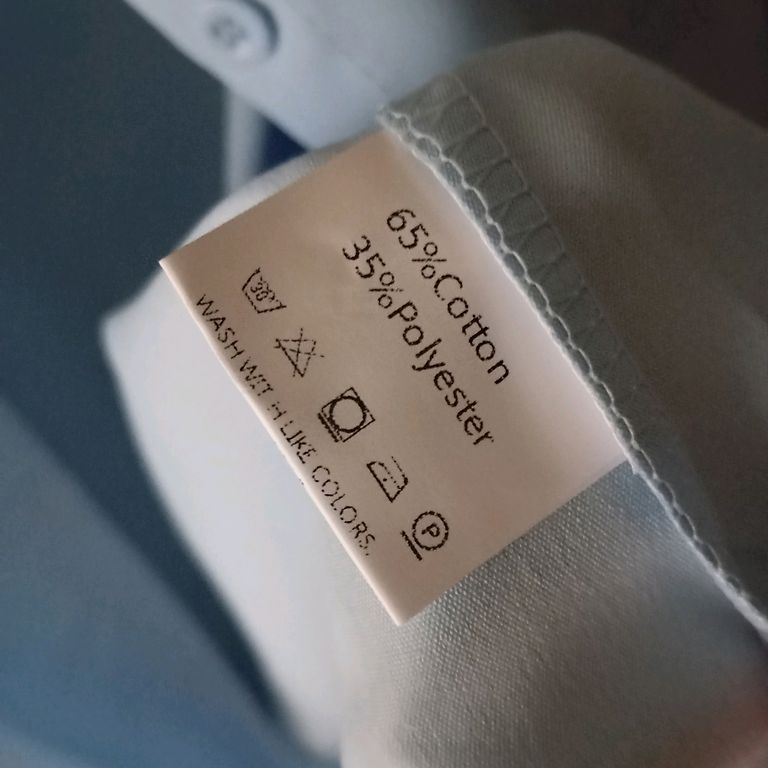 65%Cotton
35%Polyester
30°
P
WASH WITH LIKE COLORS.